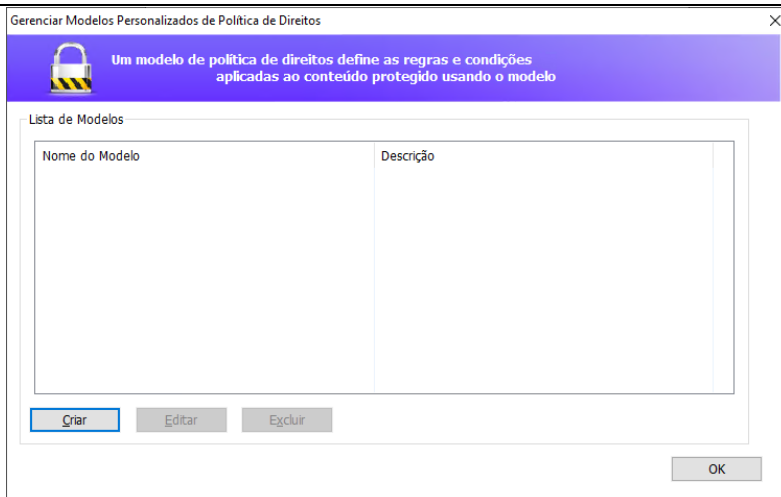 Gerenciar Modelos Personalizados de Política de Direitos
Um modelo de política de direitos define as regras e condições
aplicadas ao conteúdo protegido usando o modelo
Lista de Modelos
Nome do Modelo Descrição
Criar Editar Excluir
OK